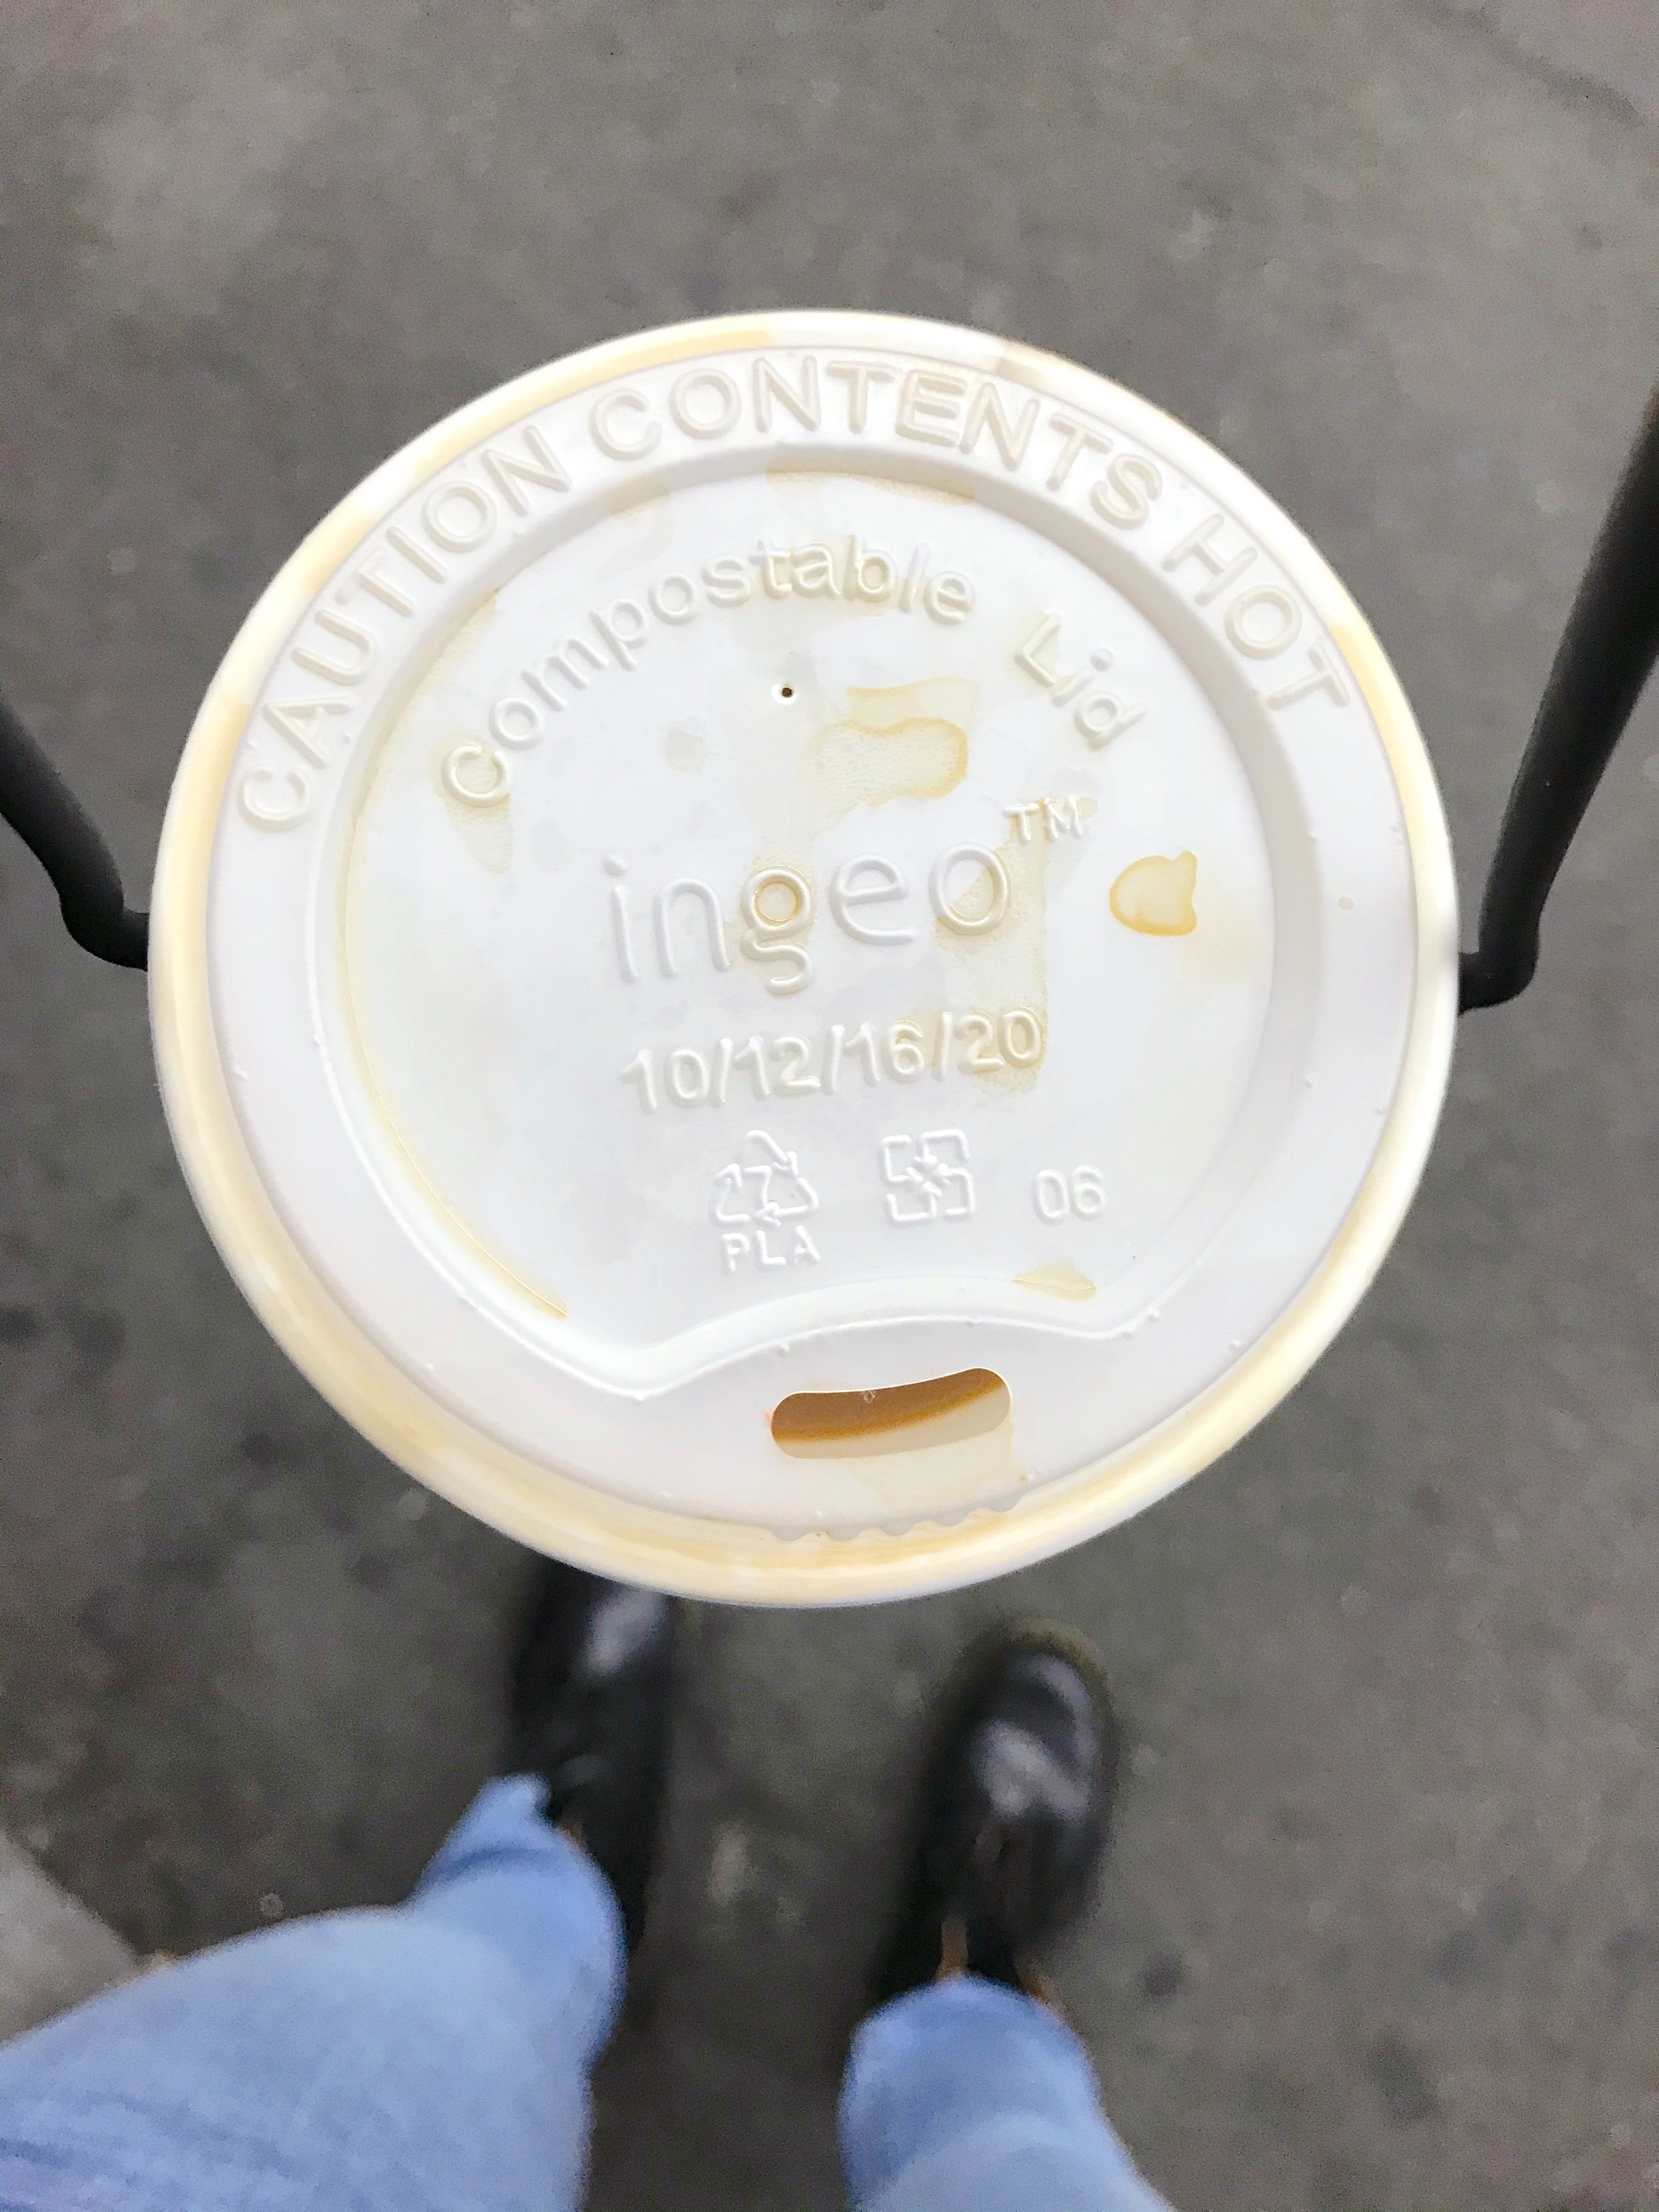 CAUTION CONTENTS HOT
Compostable Lid
ingeo™
10/12/16/20
7 06
PLA